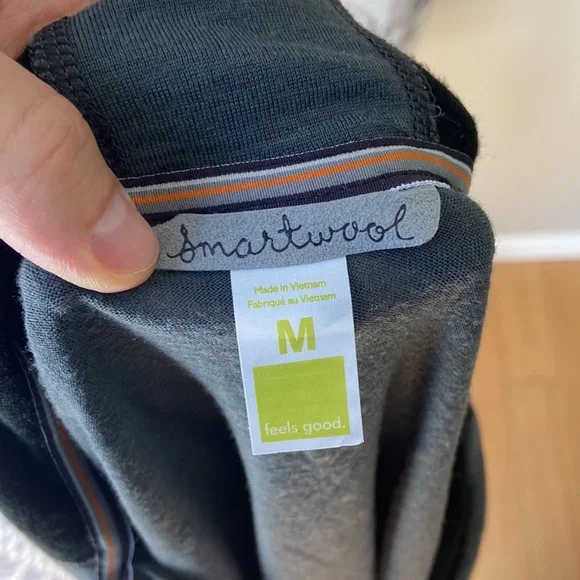 smartwool
Made in Vietnam
Fabriqué au Vietnam
M
feels good.